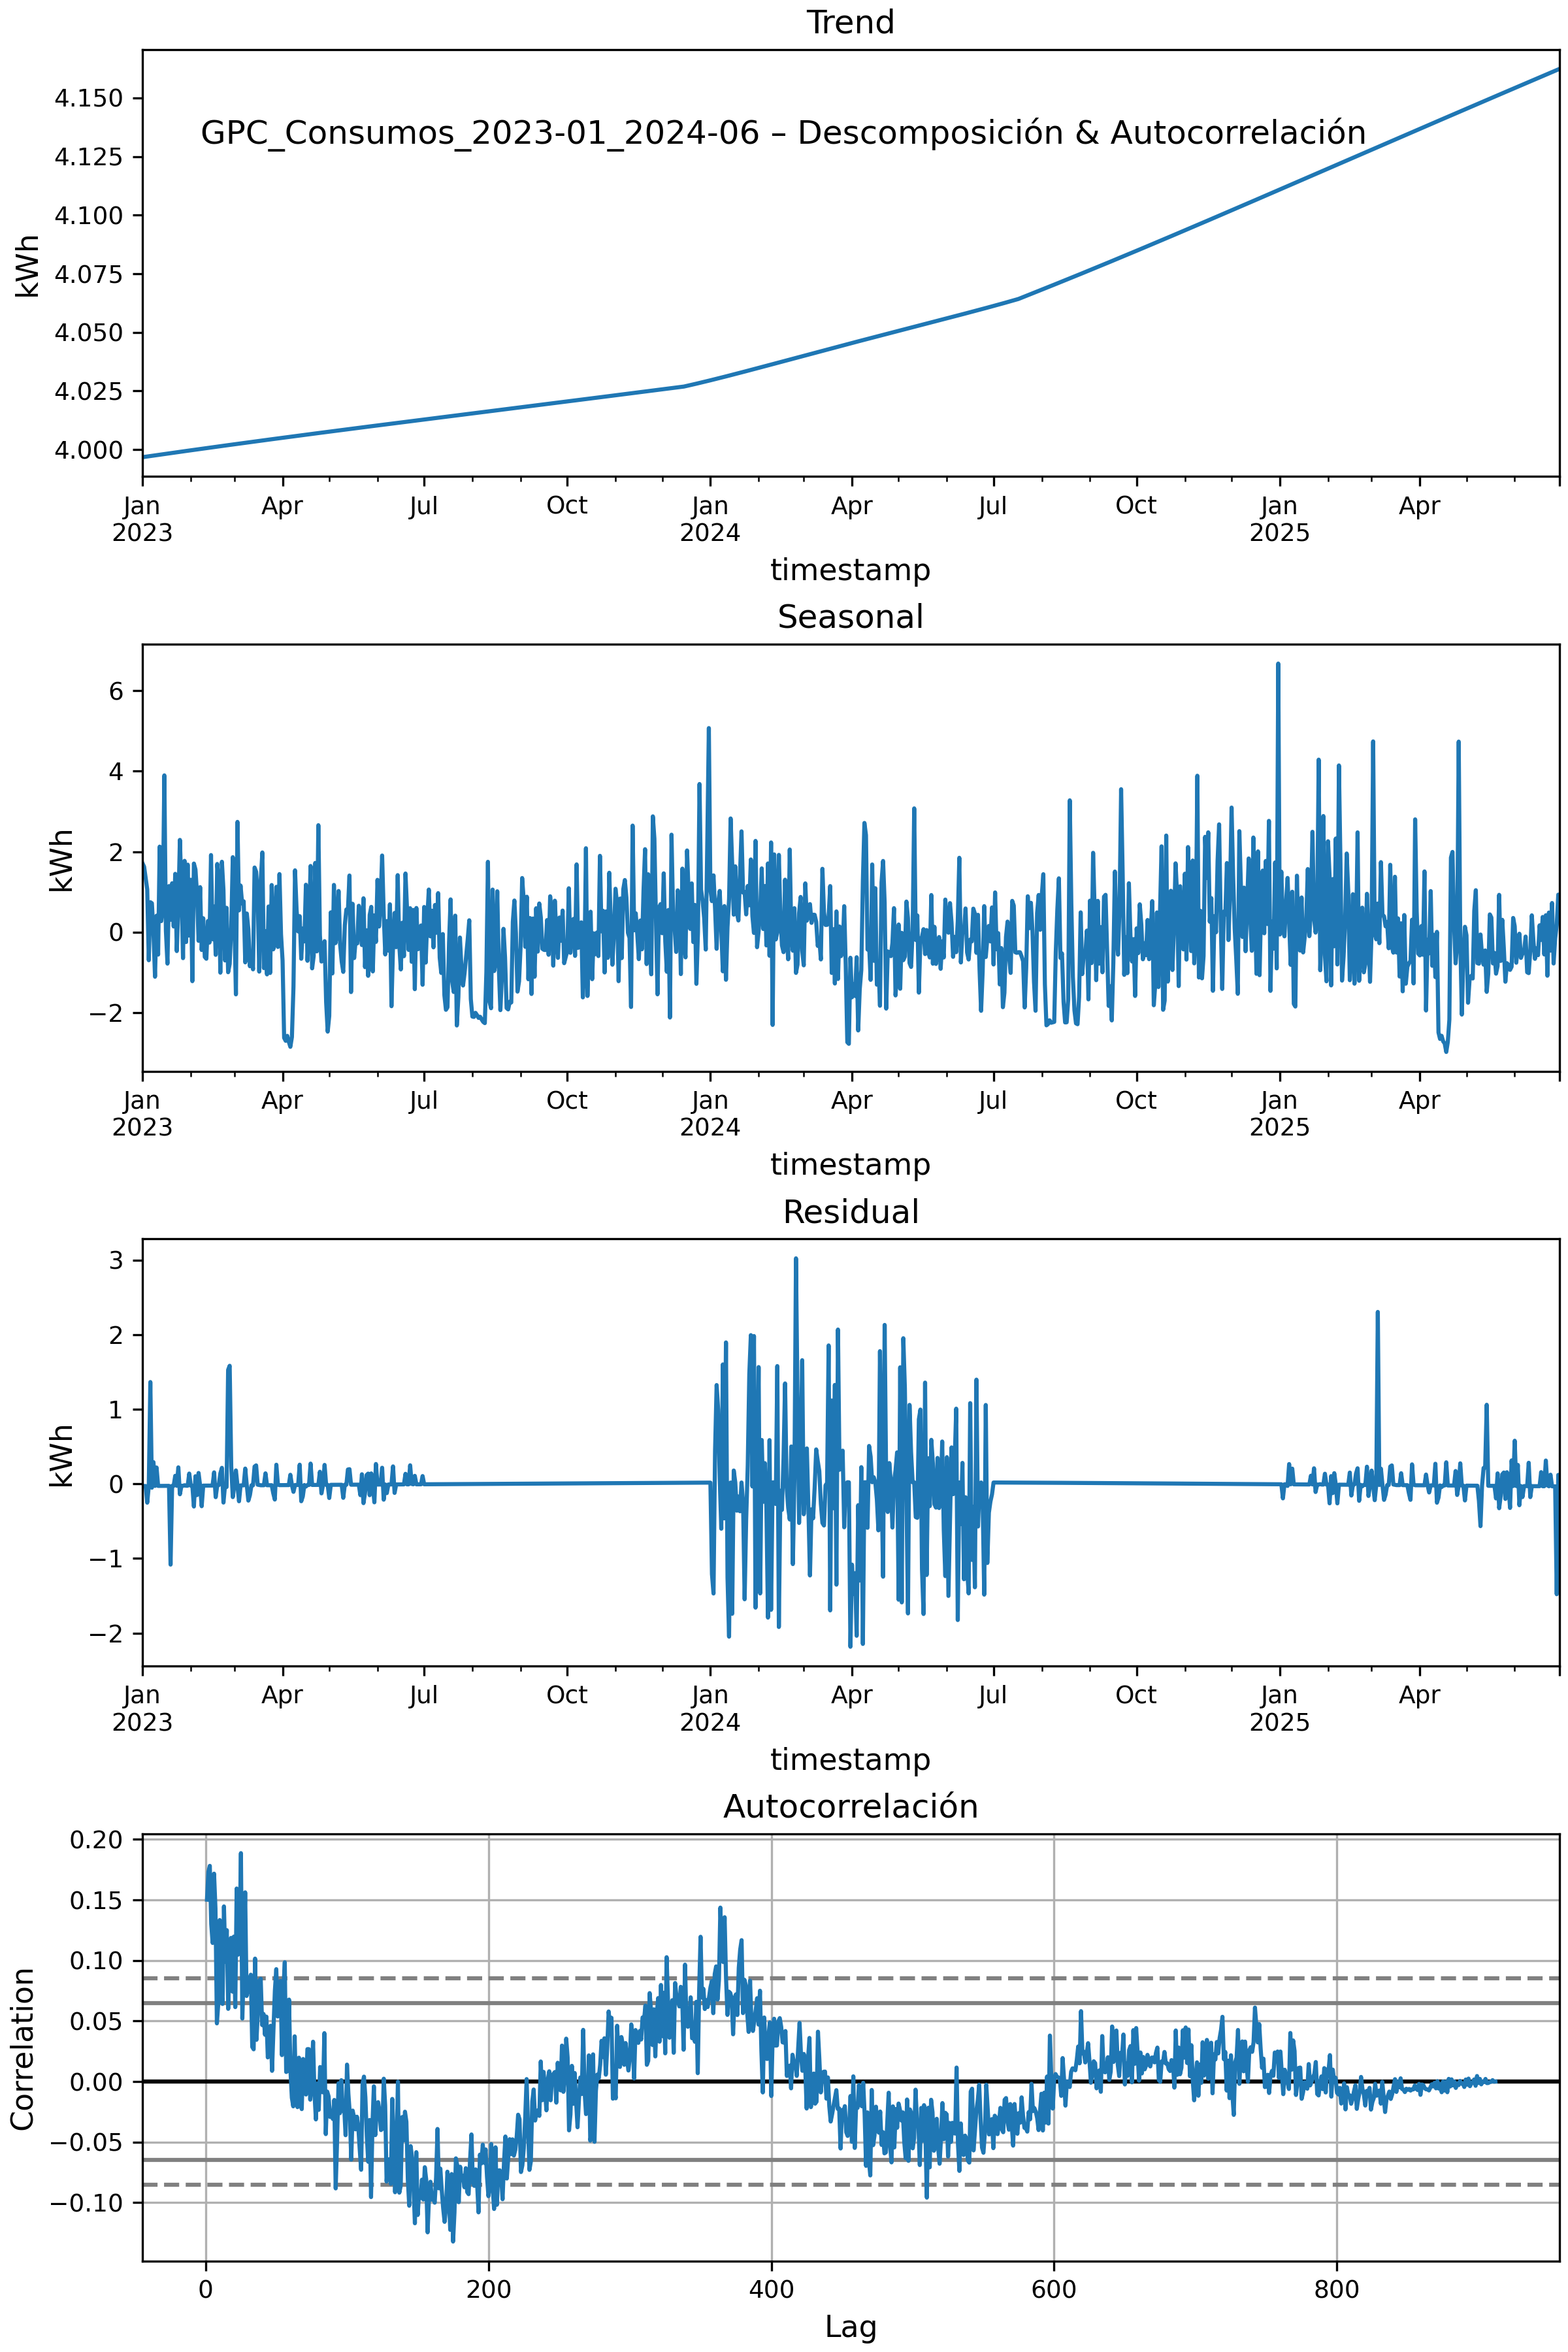 Trend
4.150
GPC_Consumos_2023-01_2024-06 – Descomposición & Autocorrelación
4.125
4.100
kWh
4.075
4.050
4.025
4.000
Jan Apr Jul Oct Jan Apr Jul Oct Jan Apr
2023 2024 2025
timestamp
Seasonal
6
4
2
kWh
0
−2
Jan Apr Jul Oct Jan Apr Jul Oct Jan Apr
2023 2024 2025
timestamp
Residual
3
2
1
kWh
0
−1
−2
Jan Apr Jul Oct Jan Apr Jul Oct Jan Apr
2023 2024 2025
timestamp
Autocorrelación
0.20
0.15
0.10
0.05
Correlation
0.00
−0.05
−0.10
0 200 400 600 800
Lag